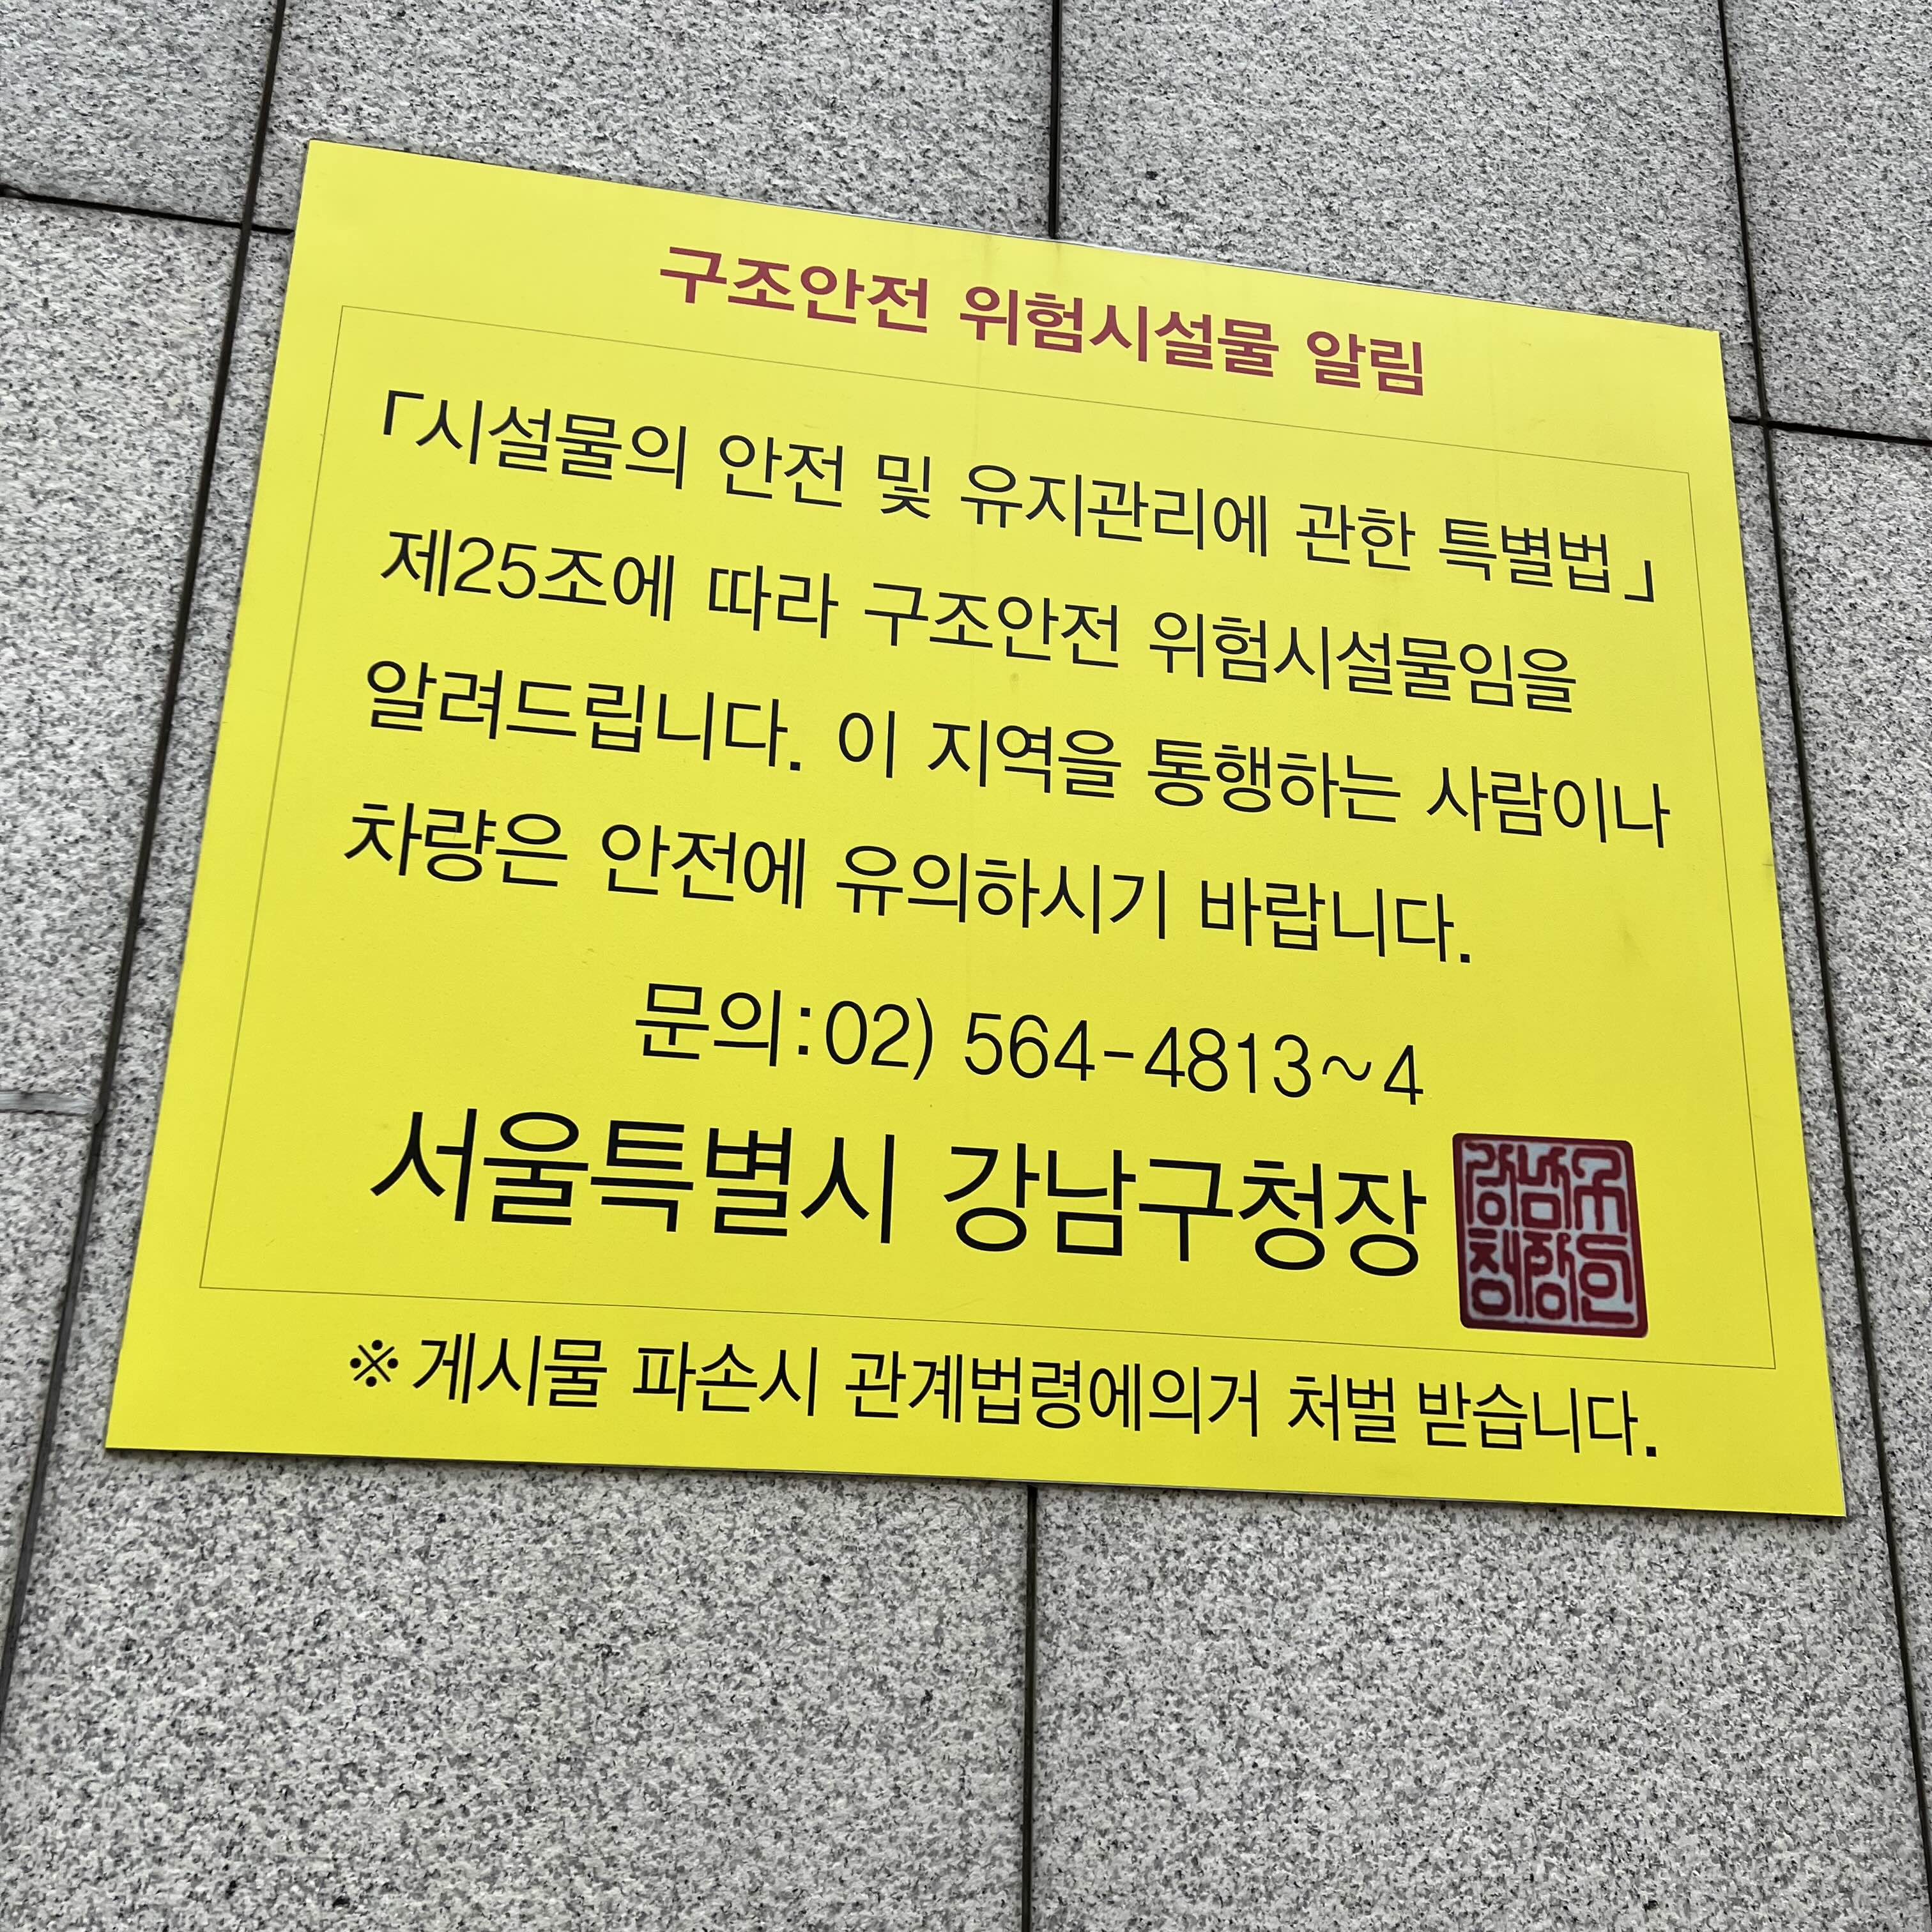 구조안전 위험시설물 알림
「시설물의 안전 및 유지관리에 관한 특별법」
제25조에 따라 구조안전 위험시설물임을
알려드립니다. 이 지역을 통행하는 사람이나
차량은 안전에 유의하시기 바랍니다.
문의:02) 564-4813~4
서울특별시 강남구청장
강남구
청장인
※게시물 파손시 관계법령에의거 처벌 받습니다.